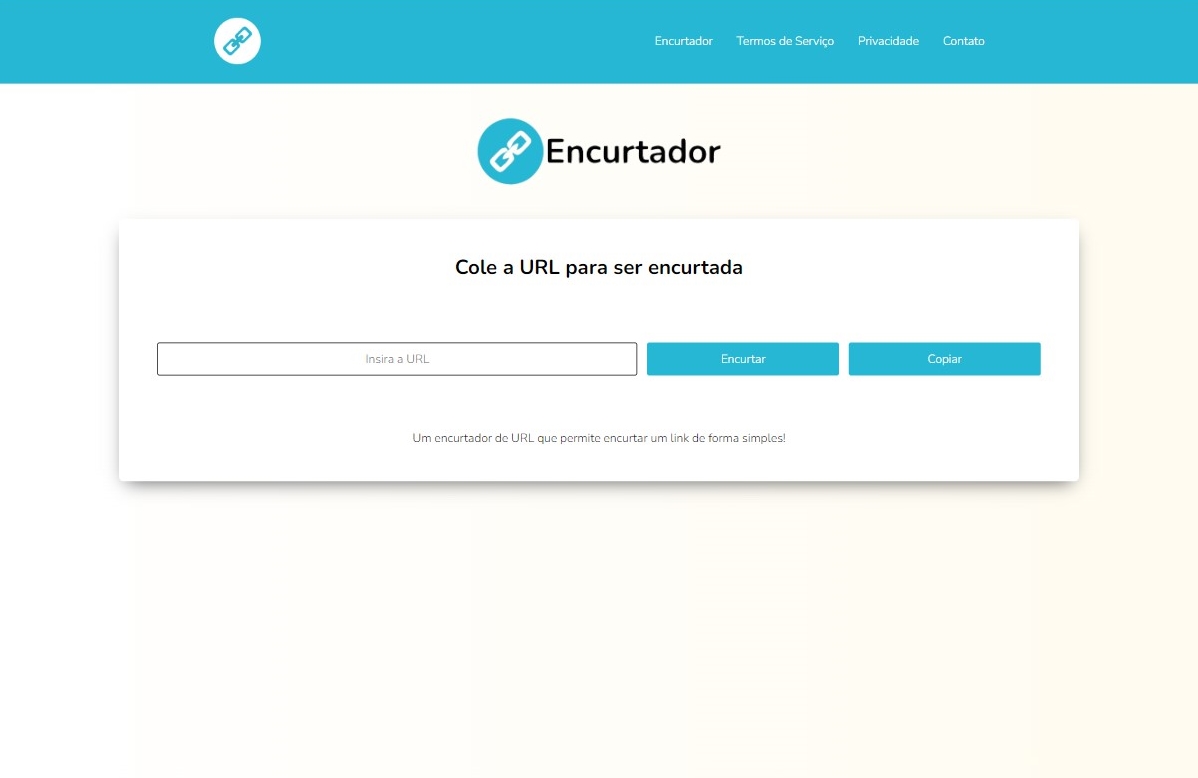 Encurtador Termos de Serviço Privacidade Contato
Encurtador
Cole a URL para ser encurtada
Insira a URL Encurtar Copiar
Um encurtador de URL que permite encurtar um link de forma simples!